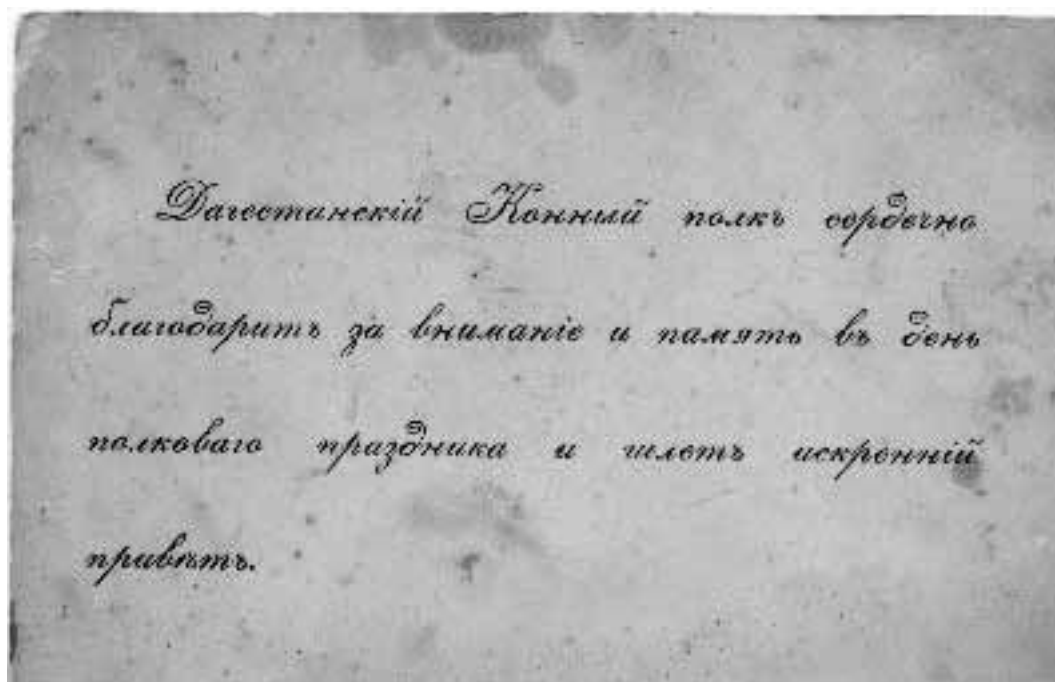 Дагестанскій Конный полкъ сердечно
благодаритъ за вниманіе и память въ день
полковаго праздника и шлетъ искренній
привѣтъ.